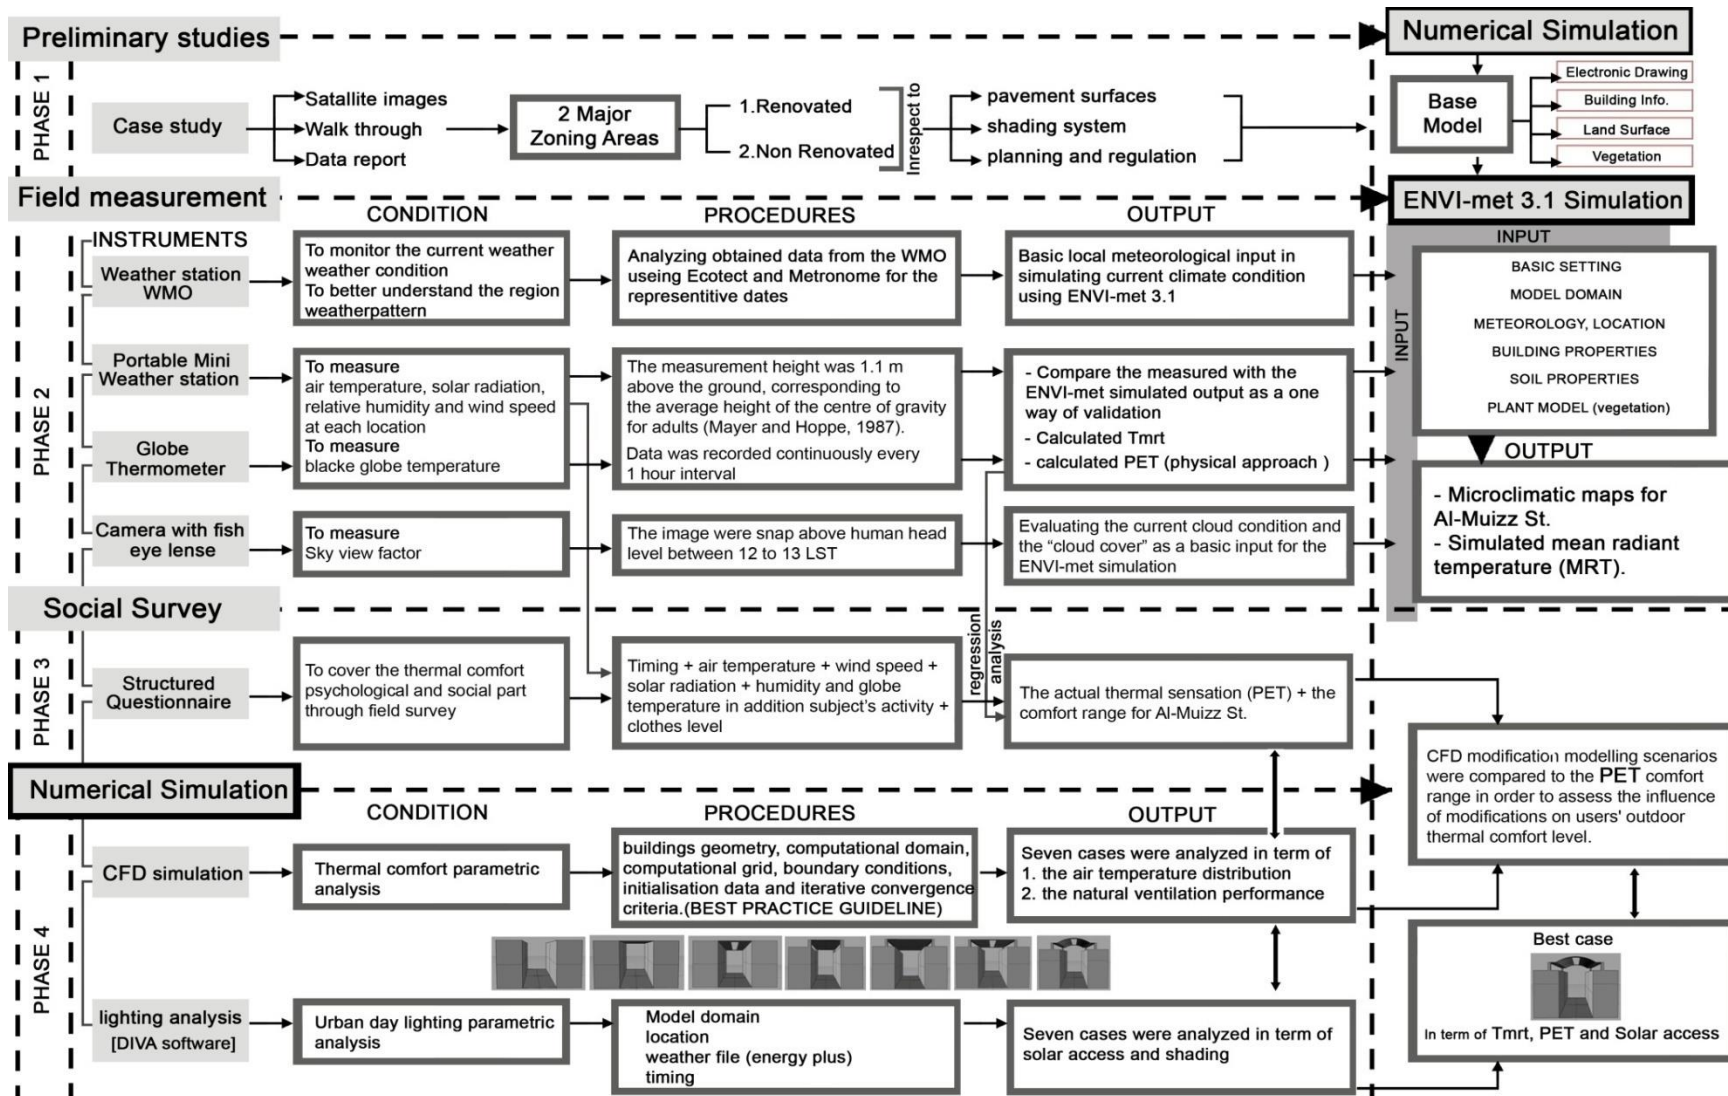 Preliminary studies
Numerical Simulation
PHASE 1
Case study
Satallite images
Walk through
Data report
2 Major
Zoning Areas
1.Renovated
2.Non Renovated
Inrespect to
pavement surfaces
shading system
planning and regulation
Base
Model
Electronic Drawing
Building Info.
Land Surface
Vegetation
Field measurement
ENVI-met 3.1 Simulation
PHASE 2
INSTRUMENTS
CONDITION
PROCEDURES
OUTPUT
Weather station
WMO
To monitor the current weather
weather condition
To better understand the region
weatherpattern
Analyzing obtained data from the WMO
useing Ecotect and Metronome for the
representitive dates
Basic local meteorological input in
simulating current climate condition
using ENVI-met 3.1
Portable Mini
Weather station
Globe
Thermometer
To measure
air temperature, solar radiation,
relative humidity and wind speed
at each location
To measure
blacke globe temperature
The measurement height was 1.1 m
above the ground, corresponding to
the average height of the centre of gravity
for adults (Mayer and Hoppe, 1987).
Data was recorded continuously every
1 hour interval
- Compare the measured with the
ENVI-met simulated output as a one
way of validation
- Calculated Tmrt
- calculated PET (physical approach )
Camera with fish
eye lense
To measure
Sky view factor
The image were snap above human head
level between 12 to 13 LST
Evaluating the current cloud condition and
the “cloud cover” as a basic input for the
ENVI-met simulation
INPUT
INPUT
BASIC SETTING
MODEL DOMAIN
METEOROLOGY, LOCATION
BUILDING PROPERTIES
SOIL PROPERTIES
PLANT MODEL (vegetation)
OUTPUT
- Microclimatic maps for
Al-Muizz St.
- Simulated mean radiant
temperature (MRT).
Social Survey
PHASE 3
Structured
Questionnaire
To cover the thermal comfort
psychological and social part
through field survey
Timing + air temperature + wind speed +
solar radiation + humidity and globe
temperature in addition subject's activity +
clothes level
regression
analysis
The actual thermal sensation (PET) + the
comfort range for Al-Muizz St.
CFD modification modelling scenarios
were compared to the PET comfort
range in order to assess the influence
of modifications on users' outdoor
thermal comfort level.
Numerical Simulation
PHASE 4
CONDITION
PROCEDURES
OUTPUT
CFD simulation
Thermal comfort parametric
analysis
buildings geometry, computational domain,
computational grid, boundary conditions,
initialisation data and iterative convergence
criteria.(BEST PRACTICE GUIDELINE)
Seven cases were analyzed in term of
1. the air temperature distribution
2. the natural ventilation performance
lighting analysis
[DIVA software]
Urban day lighting parametric
analysis
Model domain
location
weather file (energy plus)
timing
Seven cases were analyzed in term of
solar access and shading
Best case
In term of Tmrt, PET and Solar access